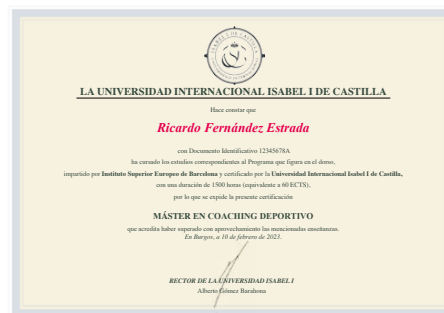 LA UNIVERSIDAD INTERNACIONAL ISABEL I DE CASTILLA
Hace constar que
Ricardo Fernández Estrada
con Documento Identificativo 12345678A
ha cursado los estudios correspondientes al Programa que figura en el dorso,
impartido por Instituto Superior Europeo de Barcelona y certificado por la Universidad Internacional Isabel I de Castilla,
con una duración de 1500 horas (equivalente a 60 ECTS),
por lo que se expide la presente certificación
MÁSTER EN COACHING DEPORTIVO
que acredita haber superado con aprovechamiento las mencionadas enseñanzas.
En Burgos, a 10 de febrero de 2023.
RECTOR DE LA UNIVERSIDAD ISABEL I
Alberto Gómez Barahona